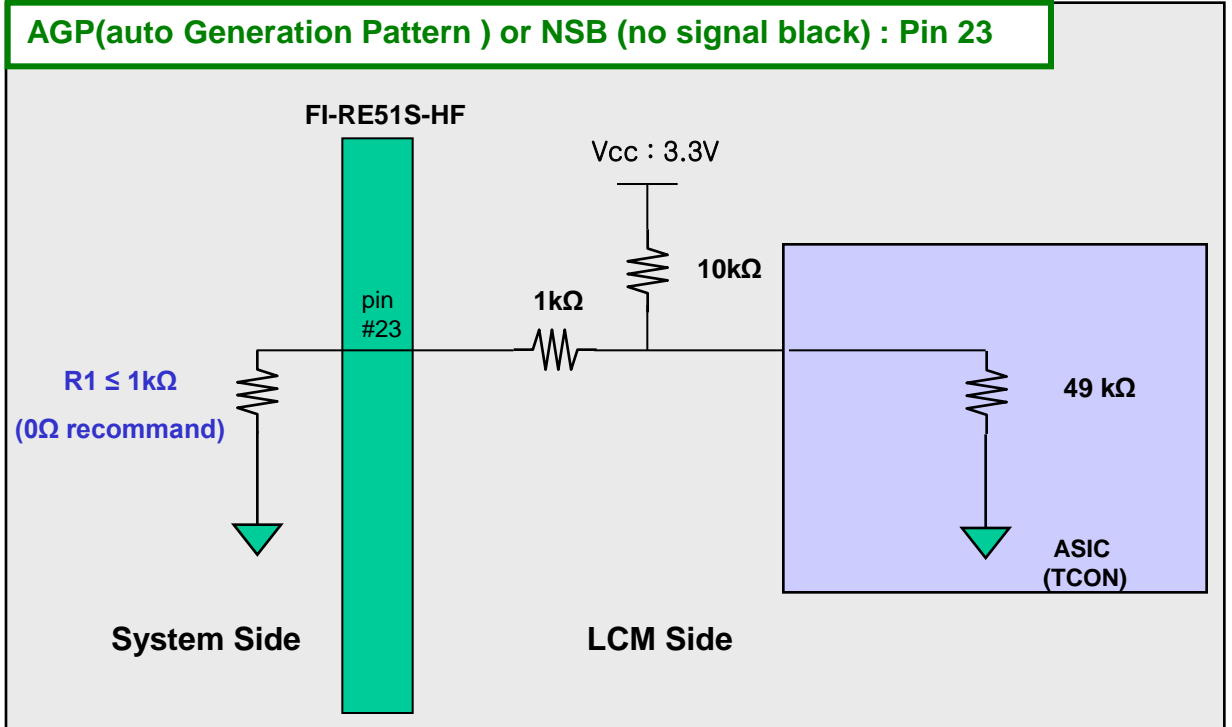 AGP(auto Generation Pattern ) or NSB (no signal black) : Pin 23
FI-RE51S-HF
Vcc : 3.3V
10kΩ
1kΩ
pin
#23
R1 ≤ 1kΩ
(0Ω recommand)
49 kΩ
ASIC
(TCON)
System Side
LCM Side